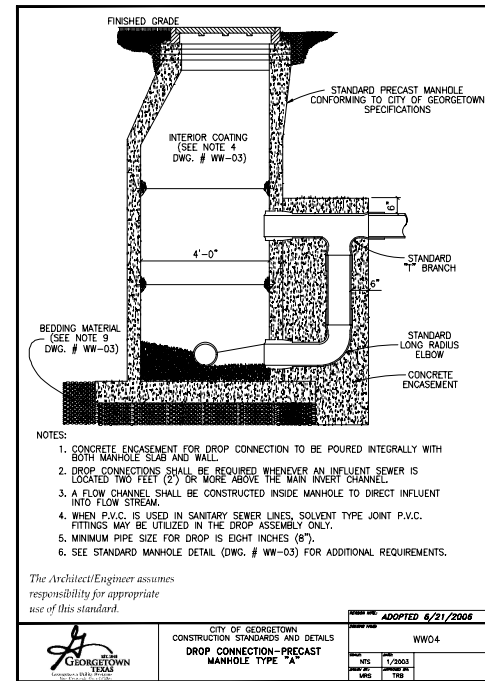 FINISHED GRADE
STANDARD PRECAST MANHOLE
CONFORMING TO CITY OF GEORGETOWN
SPECIFICATIONS
INTERIOR COATING
(SEE NOTE 4
DWG. # WW-03)
6"
4'-0"
STANDARD
"T" BRANCH
6"
BEDDING MATERIAL
(SEE NOTE 9
DWG. # WW-03)
STANDARD
LONG RADIUS
ELBOW
CONCRETE
ENCASEMENT
NOTES:
1. CONCRETE ENCASEMENT FOR DROP CONNECTION TO BE POURED INTEGRALLY WITH
BOTH MANHOLE SLAB AND WALL.
2. DROP CONNECTIONS SHALL BE REQUIRED WHENEVER AN INFLUENT SEWER IS
LOCATED TWO FEET (2') OR MORE ABOVE THE MAIN INVERT CHANNEL.
3. A FLOW CHANNEL SHALL BE CONSTRUCTED INSIDE MANHOLE TO DIRECT INFLUENT
INTO FLOW STREAM.
4. WHEN P.V.C. IS USED IN SANITARY SEWER LINES, SOLVENT TYPE JOINT P.V.C.
FITTINGS MAY BE UTILIZED IN THE DROP ASSEMBLY ONLY.
5. MINIMUM PIPE SIZE FOR DROP IS EIGHT INCHES (8").
6. SEE STANDARD MANHOLE DETAIL (DWG. # WW-03) FOR ADDITIONAL REQUIREMENTS.
The Architect/Engineer assumes
responsibility for appropriate
use of this standard.
GEORGETOWN
TEXAS
CITY OF GEORGETOWN
CONSTRUCTION STANDARDS AND DETAILS
DROP CONNECTION-PRECAST
MANHOLE TYPE "A"
ADOPTED 6/21/2006
WW04
NTS
1/2003
MRS
TRB